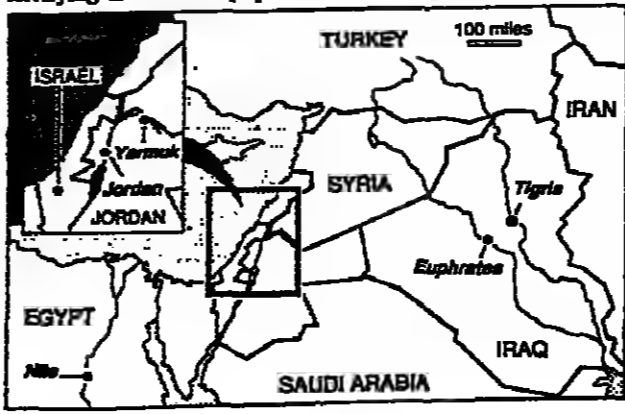 TURKEY
100 miles
ISRAEL
IRAN
Yarmuk
Jordan
JORDAN
SYRIA
Tigris
Euphrates
EGYPT
Nile
IRAQ
SAUDI ARABIA